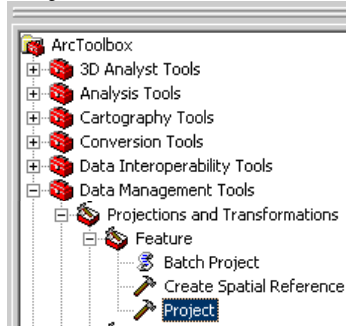 ArcToolbox
3D Analyst Tools
Analysis Tools
Cartography Tools
Conversion Tools
Data Interoperability Tools
Data Management Tools
Projections and Transformations
Feature
Batch Project
Create Spatial Reference
Project